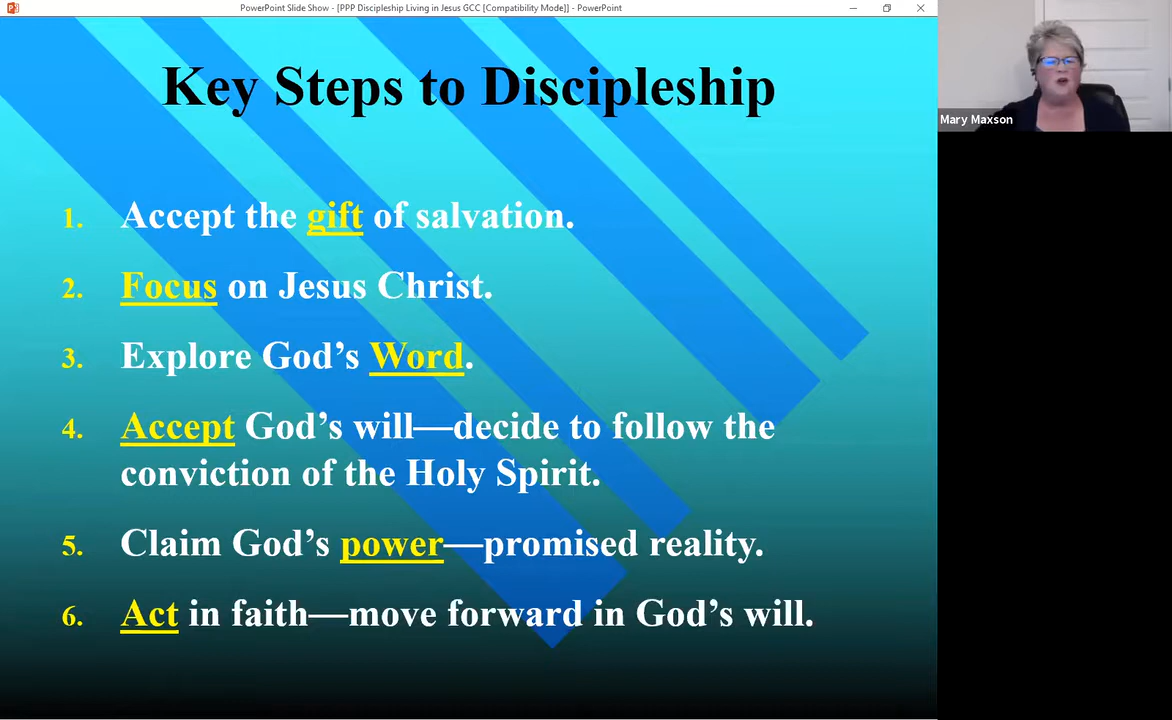 PowerPoint Slide Show - [PPP Discipleship Living in Jesus GCC [Compatibility Mode]] - PowerPoint
Key Steps to Discipleship
Mary Maxson
1. Accept the gift of salvation.
2. Focus on Jesus Christ.
3. Explore God’s Word.
4. Accept God’s will—decide to follow the
conviction of the Holy Spirit.
5. Claim God’s power—promised reality.
6. Act in faith—move forward in God’s will.